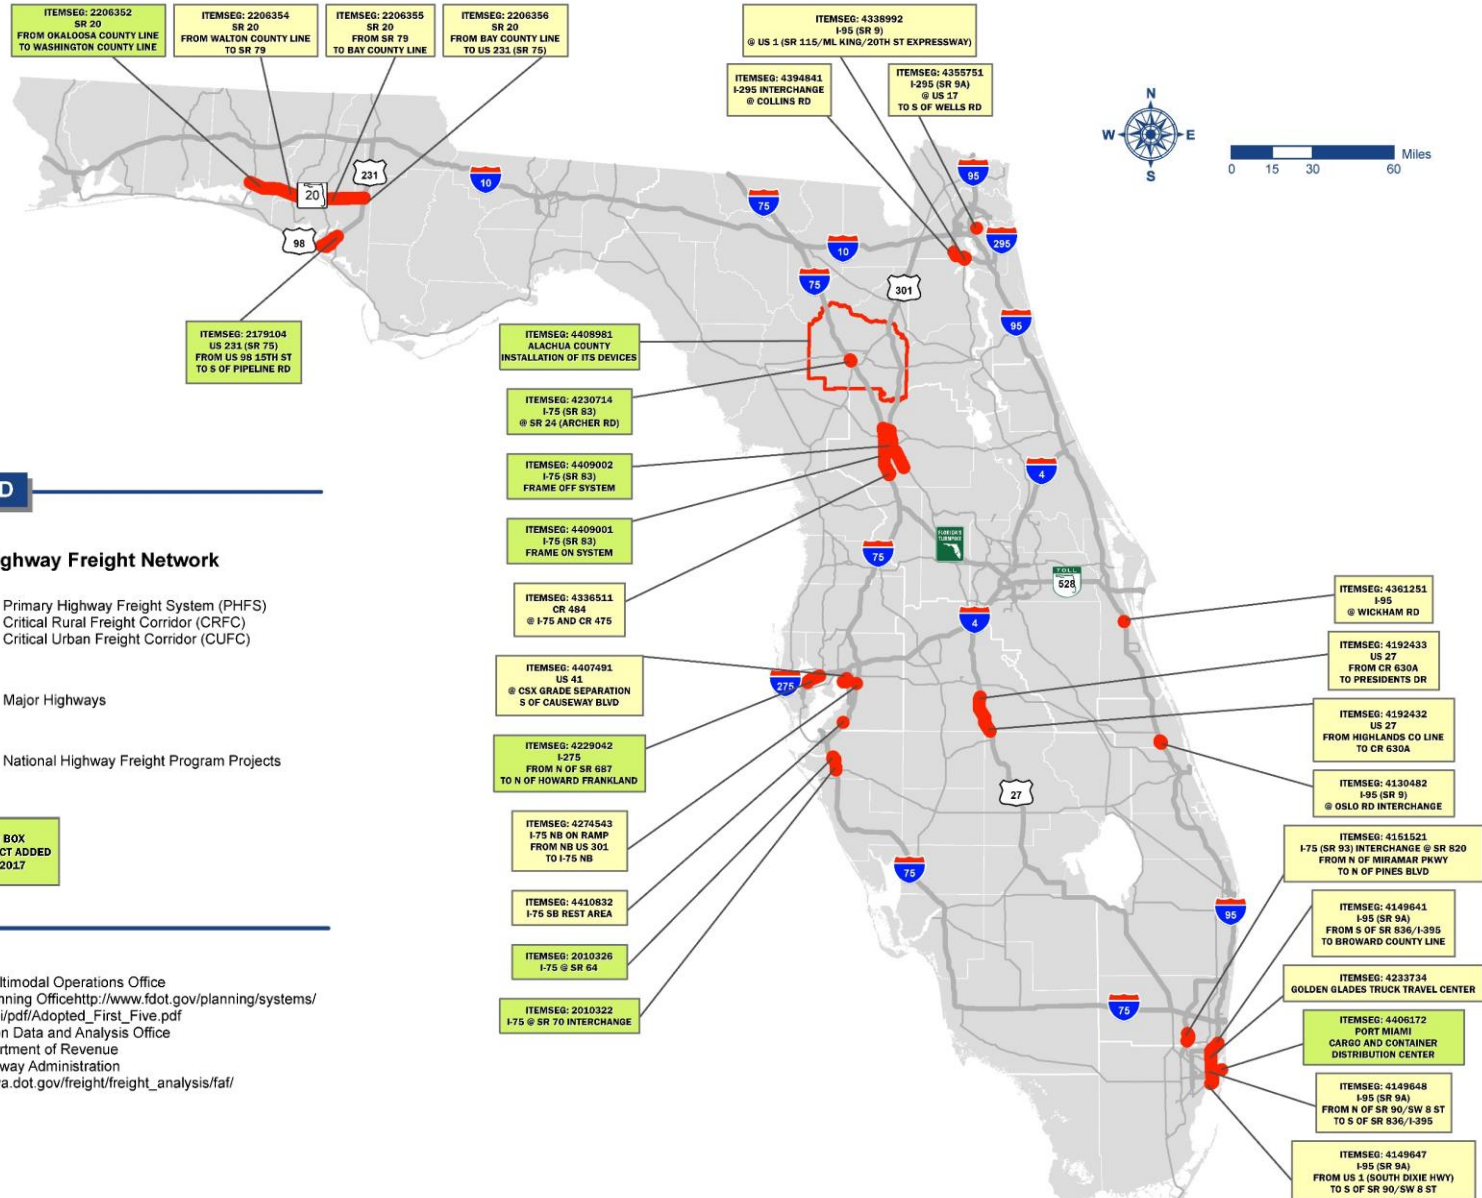 ITEMSEG: 2206352
SR 20
FROM OKALOOSA COUNTY LINE
TO WASHINGTON COUNTY LINE
ITEMSEG: 2206354
SR 20
FROM WALTON COUNTY LINE
TO SR 79
ITEMSEG: 2206355
SR 20
FROM SR 79
TO BAY COUNTY LINE
ITEMSEG: 2206356
SR 20
FROM BAY COUNTY LINE
TO US 231 (SR 75)
ITEMSEG: 4338992
I-95 (SR 9)
@ US 1 (SR 115/ML KING/20TH ST EXPRESSWAY)
ITEMSEG: 4394841
I-295 INTERCHANGE
@ COLLINS RD
ITEMSEG: 4355751
I-295 (SR 9A)
@ US 17
TO S OF WELLS RD
N
W
E
S
Miles
0
15
30
60
231
20
10
98
75
95
10
295
75
301
95
ITEMSEG: 2179104
US 231 (SR 75)
FROM US 98 15TH ST
TO S OF PIPELINE RD
ITEMSEG: 4408981
ALACHUA COUNTY
INSTALLATION OF ITS DEVICES
ITEMSEG: 4230714
I-75 (SR 83)
@ SR 24 (ARCHER RD)
ITEMSEG: 4409002
I-75 (SR 83)
FRAME OFF SYSTEM
ITEMSEG: 4409001
I-75 (SR 83)
FRAME ON SYSTEM
ITEMSEG: 4336511
CR 484
@ I-75 AND CR 475
4
FLORIDA'S
TURNPIKE
75
TOLL
528
4
275
27
75
95
75
ITEMSEG: 4407491
US 41
@ CSX GRADE SEPARATION
S OF CAUSEWAY BLVD
ITEMSEG: 4229042
I-275
FROM N OF SR 687
TO N OF HOWARD FRANKLAND
ITEMSEG: 4274543
I-75 NB ON RAMP
FROM NB US 301
TO I-75 NB
ITEMSEG: 4410832
I-75 SB REST AREA
ITEMSEG: 2010326
I-75 @ SR 64
ITEMSEG: 2010322
I-75 @ SR 70 INTERCHANGE
ITEMSEG: 4361251
I-95
@ WICKHAM RD
ITEMSEG: 4192433
US 27
FROM CR 630A
TO PRESIDENTS DR
ITEMSEG: 4192432
US 27
FROM HIGHLANDS CO LINE
TO CR 630A
ITEMSEG: 4130482
I-95 (SR 9)
@ OSLO RD INTERCHANGE
ITEMSEG: 4151521
I-75 (SR 93) INTERCHANGE @ SR 820
FROM N OF MIRAMAR PKWY
TO N OF PINES BLVD
ITEMSEG: 4149641
I-95 (SR 9A)
FROM S OF SR 836/I-395
TO BROWARD COUNTY LINE
ITEMSEG: 4233734
GOLDEN GLADES TRUCK TRAVEL CENTER
ITEMSEG: 4406172
PORT MIAMI
CARGO AND CONTAINER
DISTRIBUTION CENTER
ITEMSEG: 4149648
I-95 (SR 9A)
FROM N OF SR 90/SW 8 ST
TO S OF SR 836/I-395
ITEMSEG: 4149647
I-95 (SR 9A)
FROM US 1 (SOUTH DIXIE HWY)
TO S OF SR 90/SW 8 ST
D
ghway Freight Network
Primary Highway Freight System (PHFS)
Critical Rural Freight Corridor (CRFC)
Critical Urban Freight Corridor (CUFC)
Major Highways
National Highway Freight Program Projects
BOX
CT ADDED
2017
ltimodal Operations Office
nning Officehttp://www.fdot.gov/planning/systems/
i/pdf/Adopted_First_Five.pdf
on Data and Analysis Office
rtment of Revenue
way Administration
va.dot.gov/freight/freight_analysis/faf/